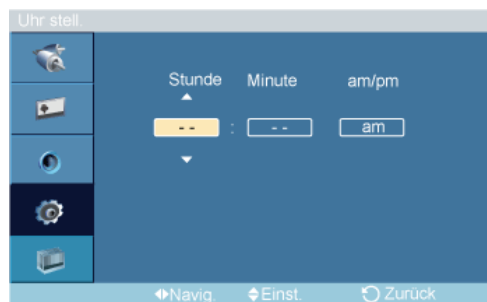 Uhr stell.
Stunde Minute am/pm
- - : - - am
Navig. Einst. Zurück